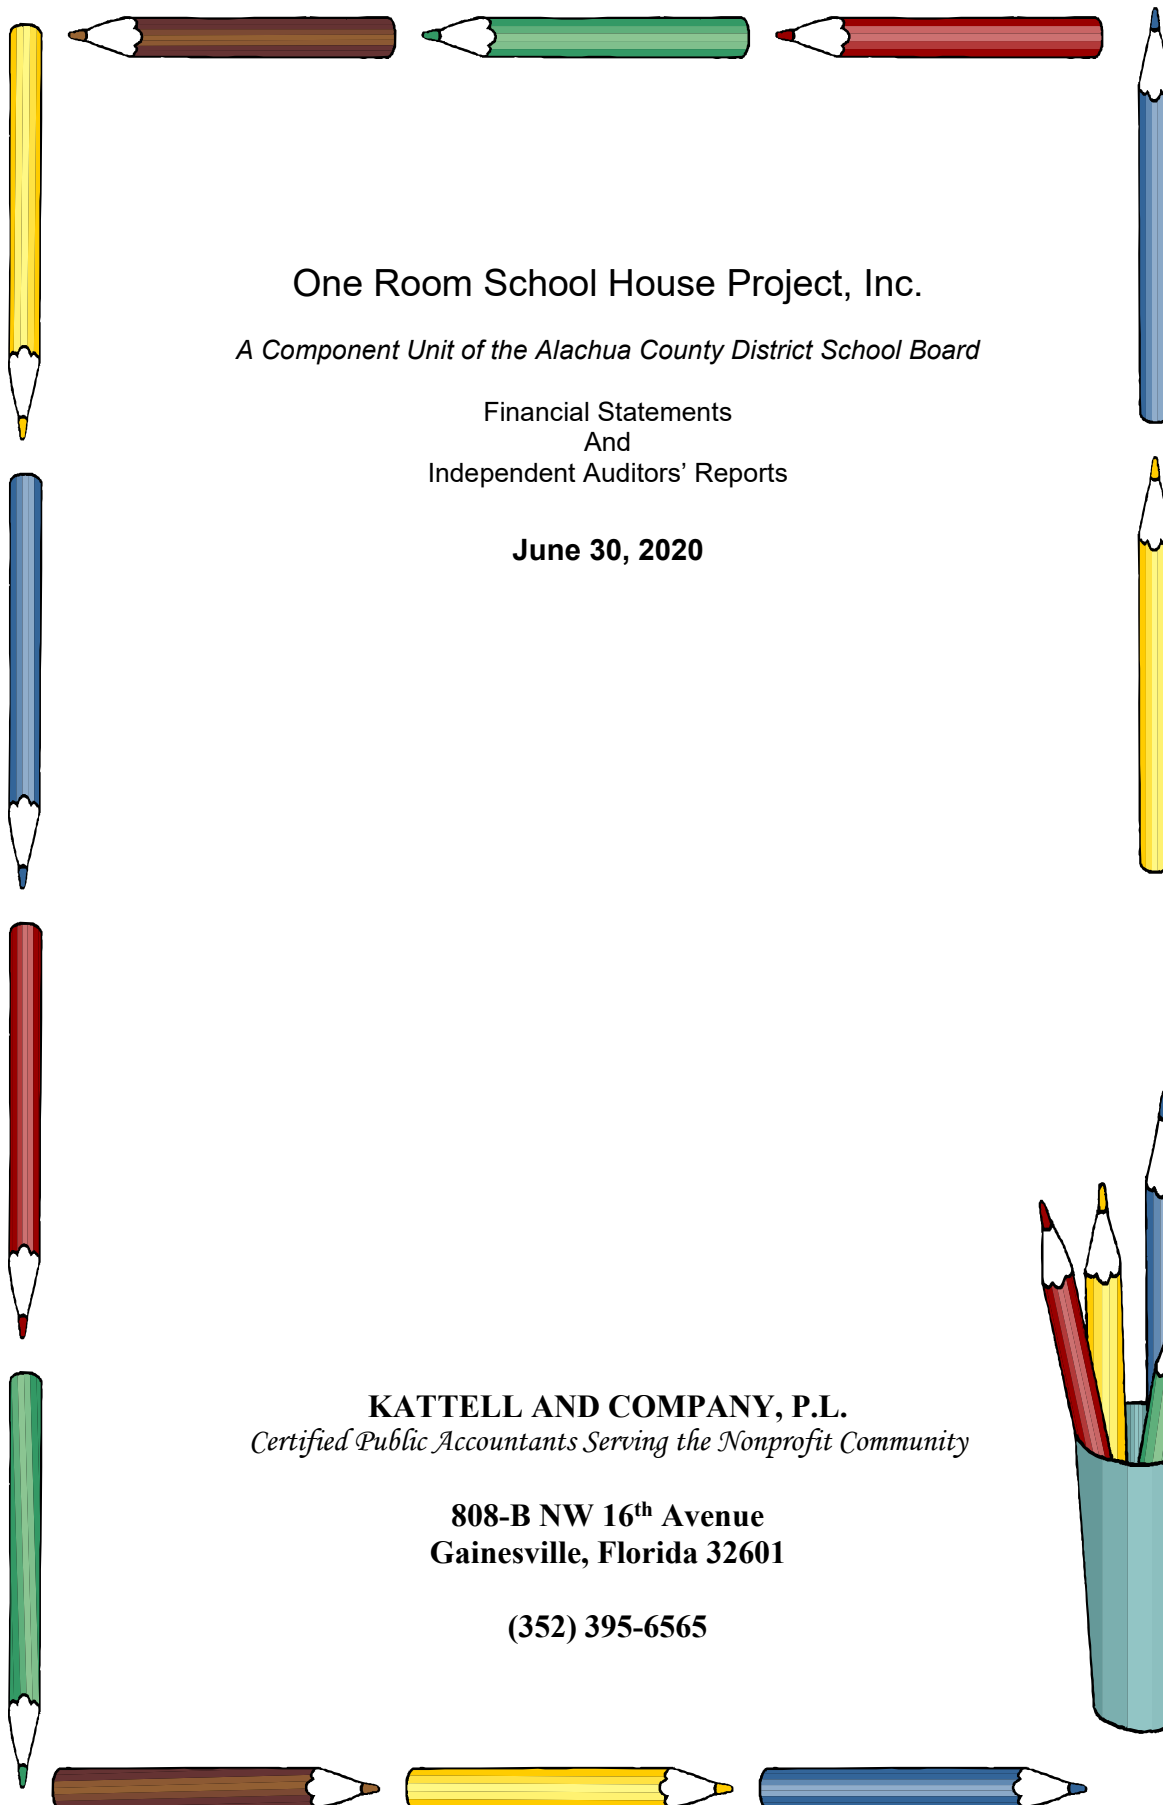 One Room School House Project, Inc.
A Component Unit of the Alachua County District School Board
Financial Statements
And
Independent Auditors’ Reports
June 30, 2020
KATTELL AND COMPANY, P.L.
Certified Public Accountants Serving the Nonprofit Community
808-B NW 16th Avenue
Gainesville, Florida 32601
(352) 395-6565